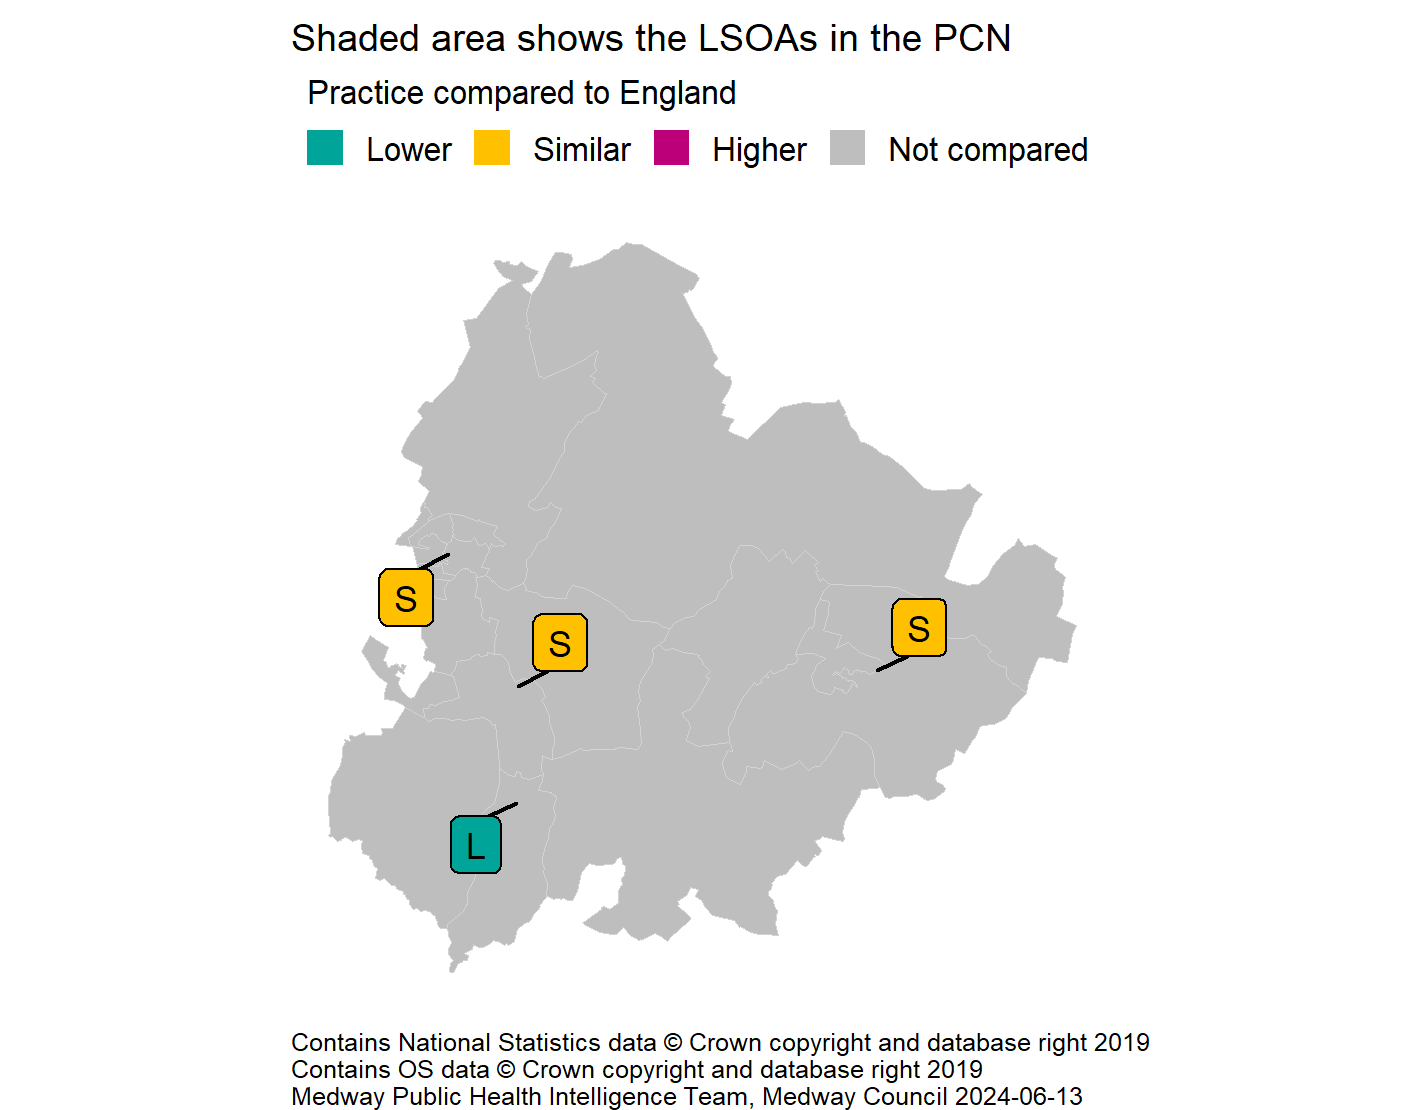 Shaded area shows the LSOAs in the PCN
Practice compared to England
Lower Similar Higher Not compared
S
S
S
L
Contains National Statistics data © Crown copyright and database right 2019
Contains OS data © Crown copyright and database right 2019
Medway Public Health Intelligence Team, Medway Council 2024-06-13